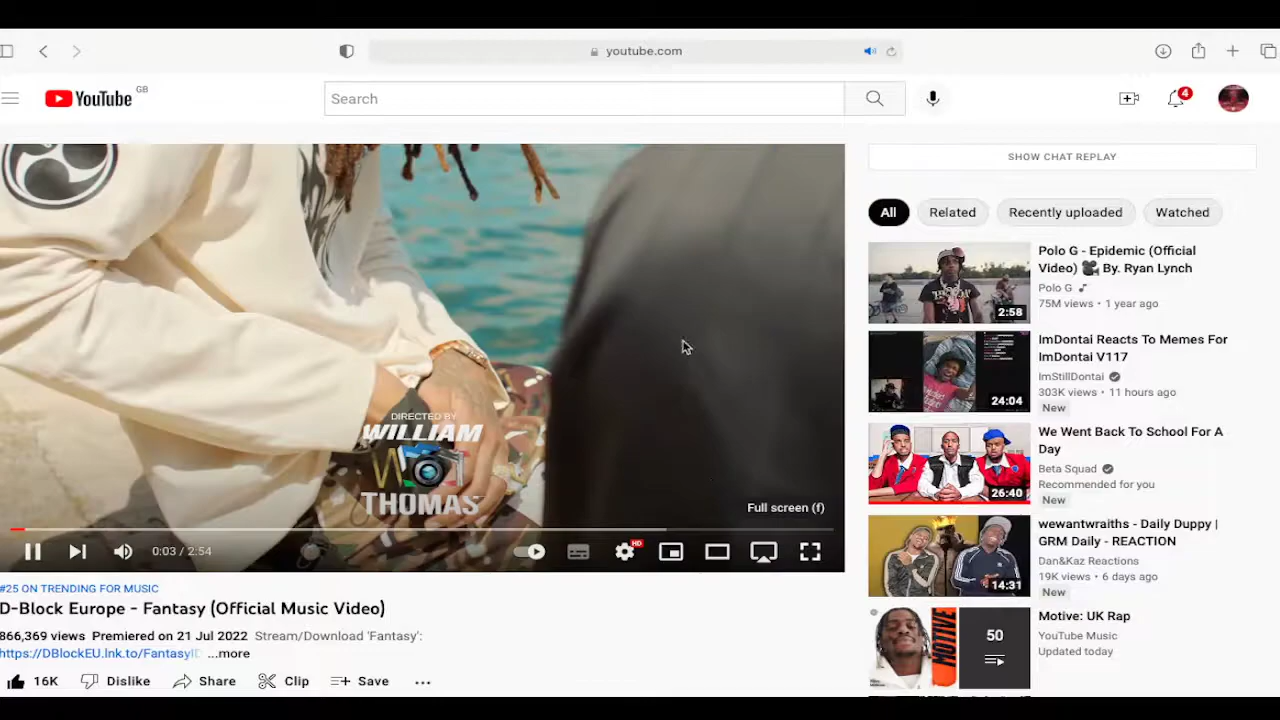 youtube.com
YouTube GB
Search
4
SHOW CHAT REPLAY
All
Related
Recently uploaded
Watched
DIRECTED BY
WILLIAM
THOMAS
Full screen (f)
0:03 / 2:54
HD
#25 ON TRENDING FOR MUSIC
D-Block Europe - Fantasy (Official Music Video)
866,369 views Premiered on 21 Jul 2022 Stream/Download 'Fantasy':
https://DBlockEU.lnk.to/FantasyID ...more
16K
Dislike
Share
Clip
Save
2:58
Polo G - Epidemic (Official
Video) 🎥 By. Ryan Lynch
Polo G
75M views • 1 year ago
24:04
ImDontai Reacts To Memes For
ImDontai V117
ImStillDontai
303K views • 11 hours ago
New
26:40
We Went Back To School For A
Day
Beta Squad
Recommended for you
New
14:31
wewantwraiths - Daily Duppy |
GRM Daily - REACTION
Dan&Kaz Reactions
19K views • 6 days ago
New
MOTIVE
50
Motive: UK Rap
YouTube Music
Updated today